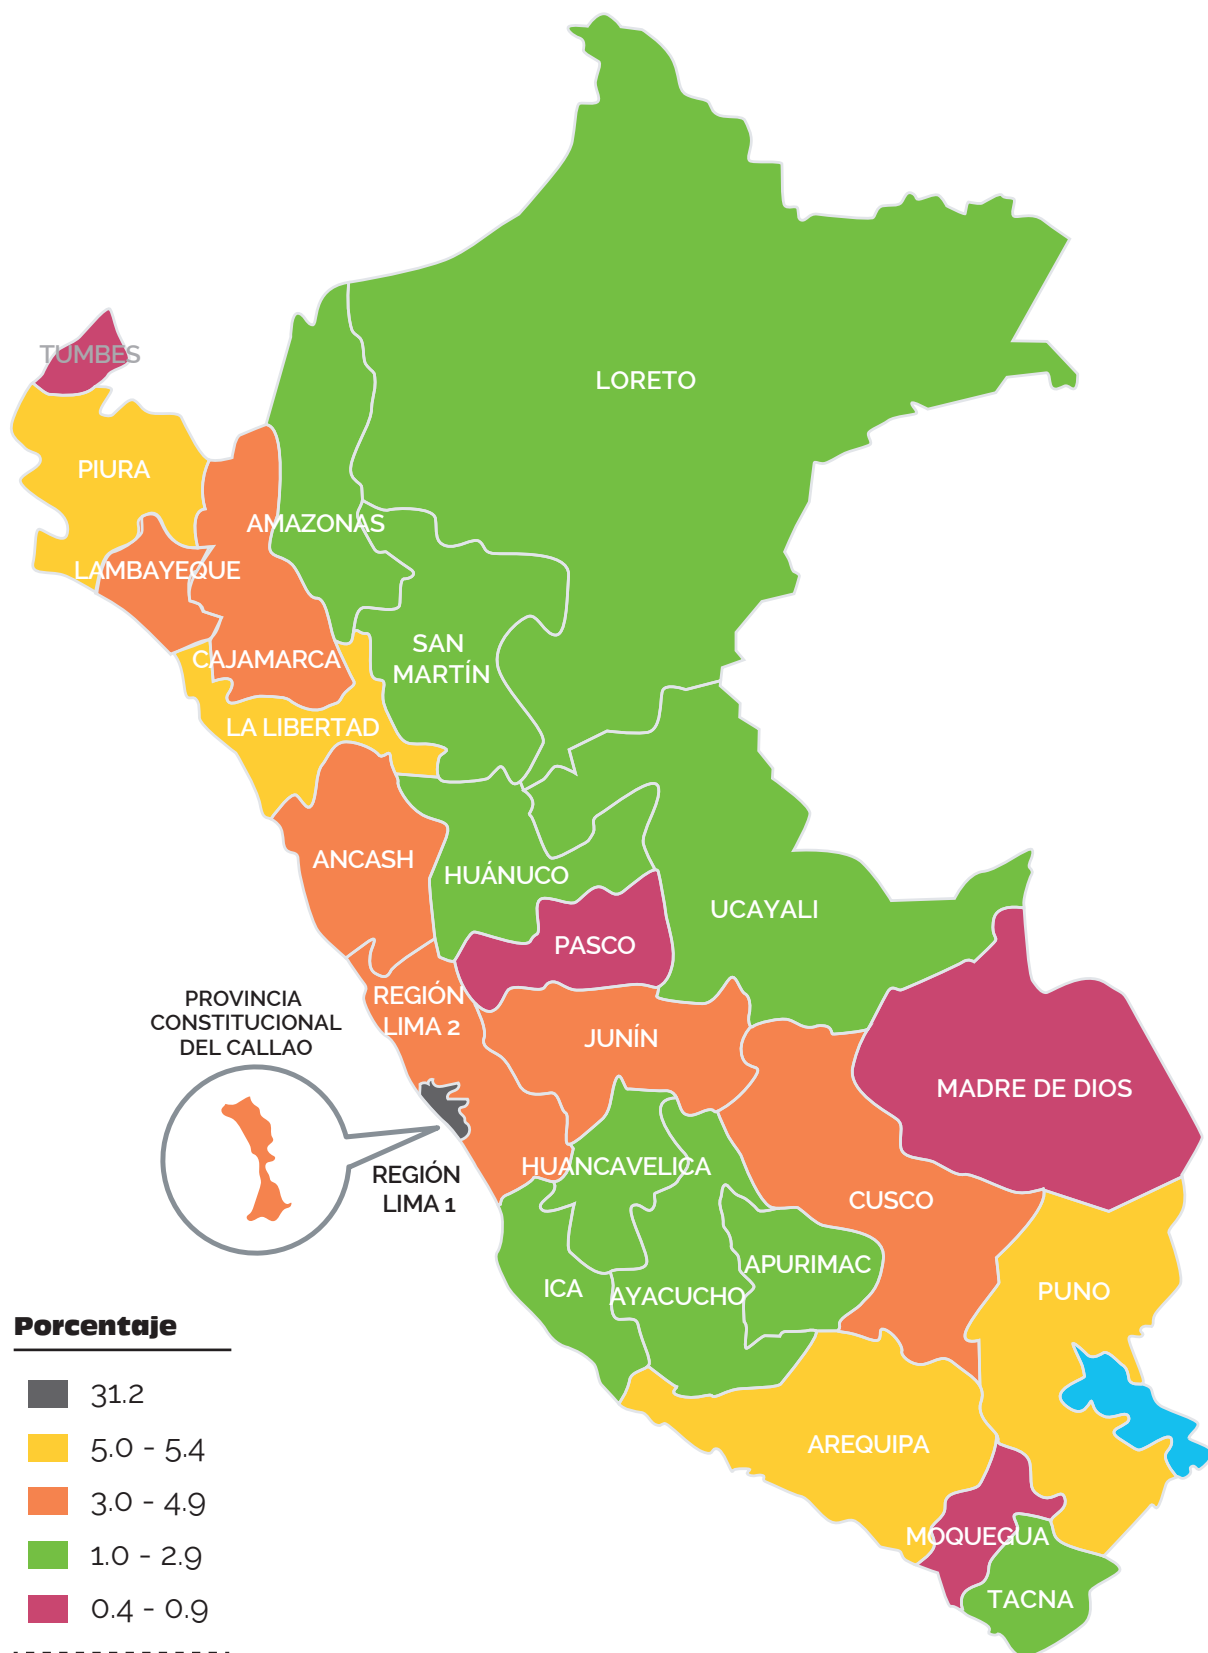 LORETO
TUMBES
PIURA
AMAZONAS
LAMBAYEQUE
SAN
MARTÍN
CAJAMARCA
LA LIBERTAD
ANCASH
HUÁNUCO
UCAYALI
PASCO
REGIÓN
LIMA 2
PROVINCIA
CONSTITUCIONAL
DEL CALLAO
JUNÍN
MADRE DE DIOS
HUANCAVELICA
REGIÓN
LIMA 1
CUSCO
APURIMAC
ICA
AYACUCHO
PUNO
AREQUIPA
MOQUEGUA
TACNA
Porcentaje
31.2
5.0 - 5.4
3.0 - 4.9
1.0 - 2.9
0.4 - 0.9